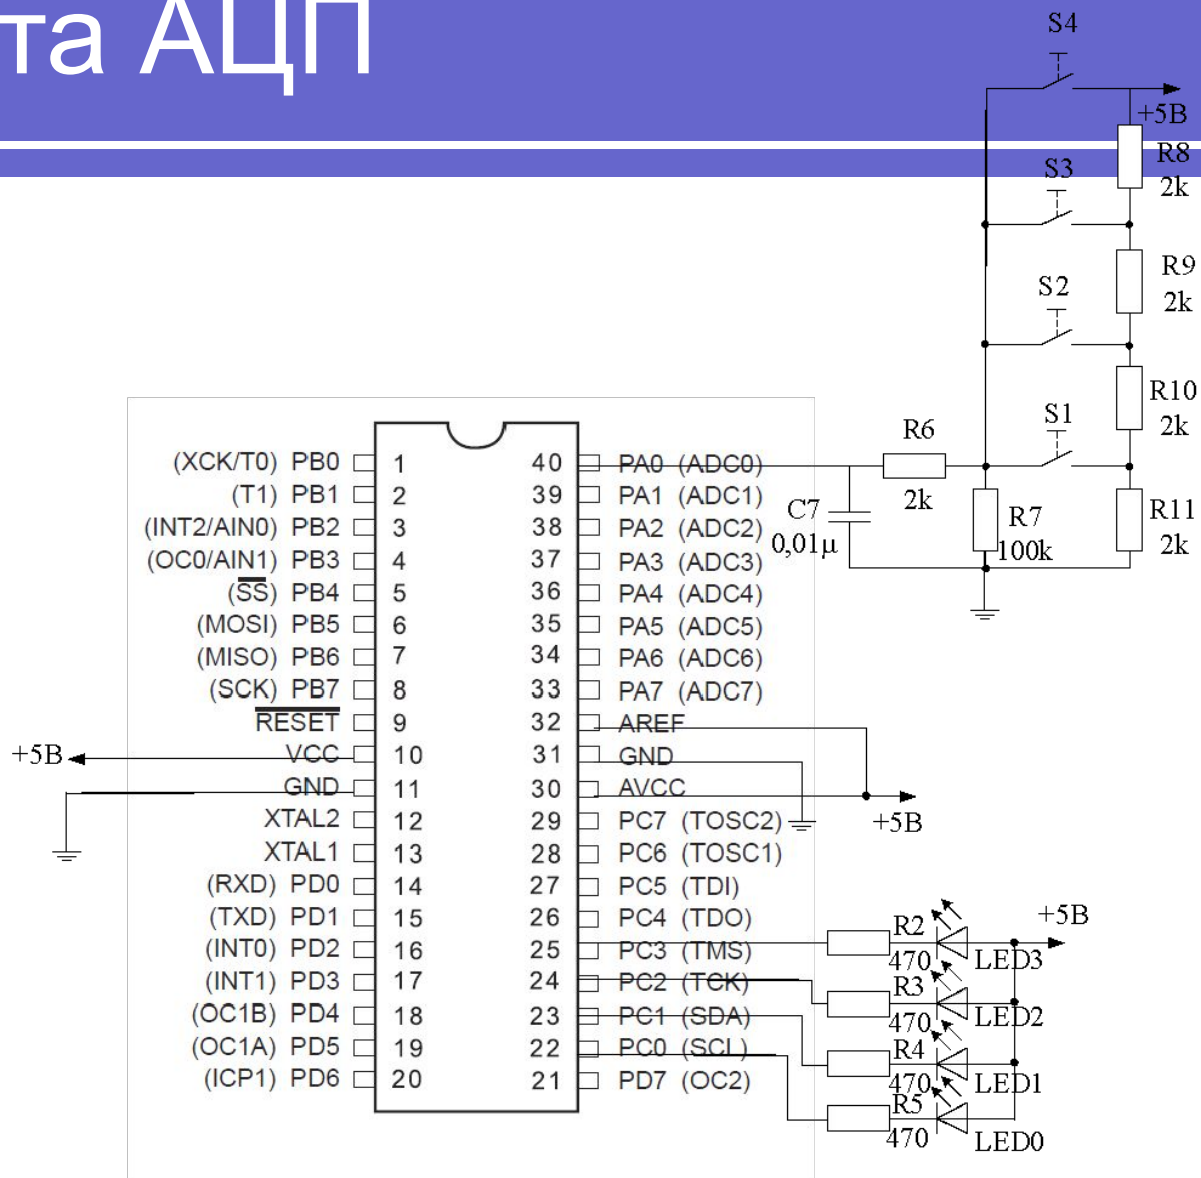 та АЦП
S4
+5В
R8
S3
2k
R9
S2
2k
R10
S1
2k
R6
2k
C7
0,01μ
R7
100k
R11
2k
(XCK/T0) PB0 1 40 PA0 (ADC0)
(T1) PB1 2 39 PA1 (ADC1)
(INT2/AIN0) PB2 3 38 PA2 (ADC2)
(OC0/AIN1) PB3 4 37 PA3 (ADC3)
(SS) PB4 5 36 PA4 (ADC4)
(MOSI) PB5 6 35 PA5 (ADC5)
(MISO) PB6 7 34 PA6 (ADC6)
(SCK) PB7 8 33 PA7 (ADC7)
RESET 9 32 AREF
+5В VCC 10 31 GND
GND 11 30 AVCC
XTAL2 12 29 PC7 (TOSC2) +5В
XTAL1 13 28 PC6 (TOSC1)
(RXD) PD0 14 27 PC5 (TDI)
(TXD) PD1 15 26 PC4 (TDO) R2 +5В
(INT0) PD2 16 25 PC3 (TMS) 470 LED3
(INT1) PD3 17 24 PC2 (TCK) R3
(OC1B) PD4 18 23 PC1 (SDA) 470 LED2
(OC1A) PD5 19 22 PC0 (SCL) R4
(ICP1) PD6 20 21 PD7 (OC2) 470 LED1
R5
470 LED0